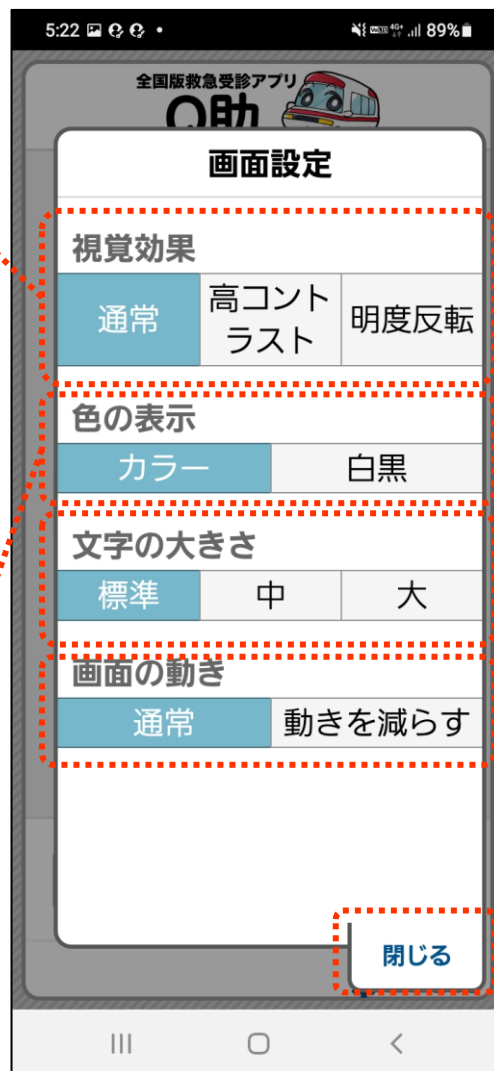 5:22
4G+ 89%
全国版救急受診アプリ
Q助
画面設定
視覚効果
通常 高コント
ラスト 明度反転
色の表示
カラー 白黒
文字の大きさ
標準 中 大
画面の動き
通常 動きを減らす
閉じる